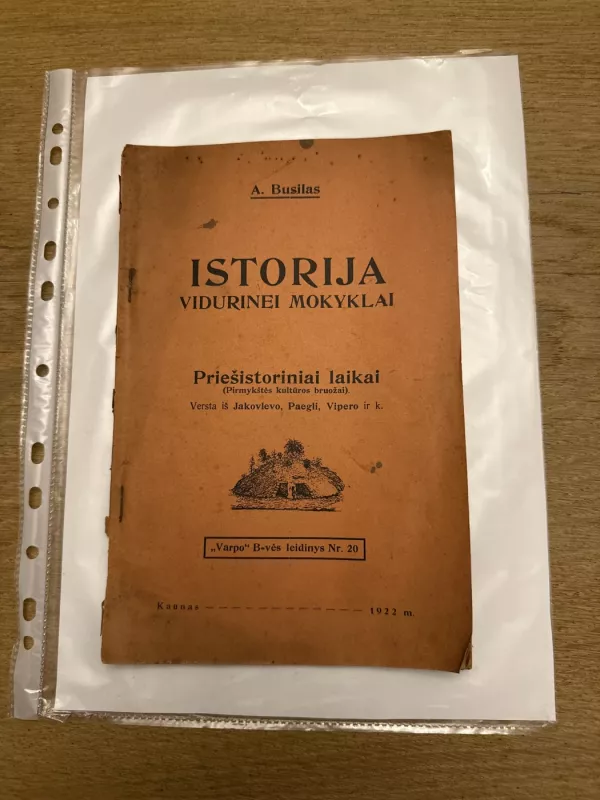 A. Busilas
ISTORIJA
VIDURINEI MOKYKLAI
Priešistoriniai laikai
(Pirmykštės kultūros bruožai).
Versta iš Jakovlevo, Paegli, Vipero ir k.
„Varpo“ B-vės leidinys Nr. 20
Kaunas 1922 m.